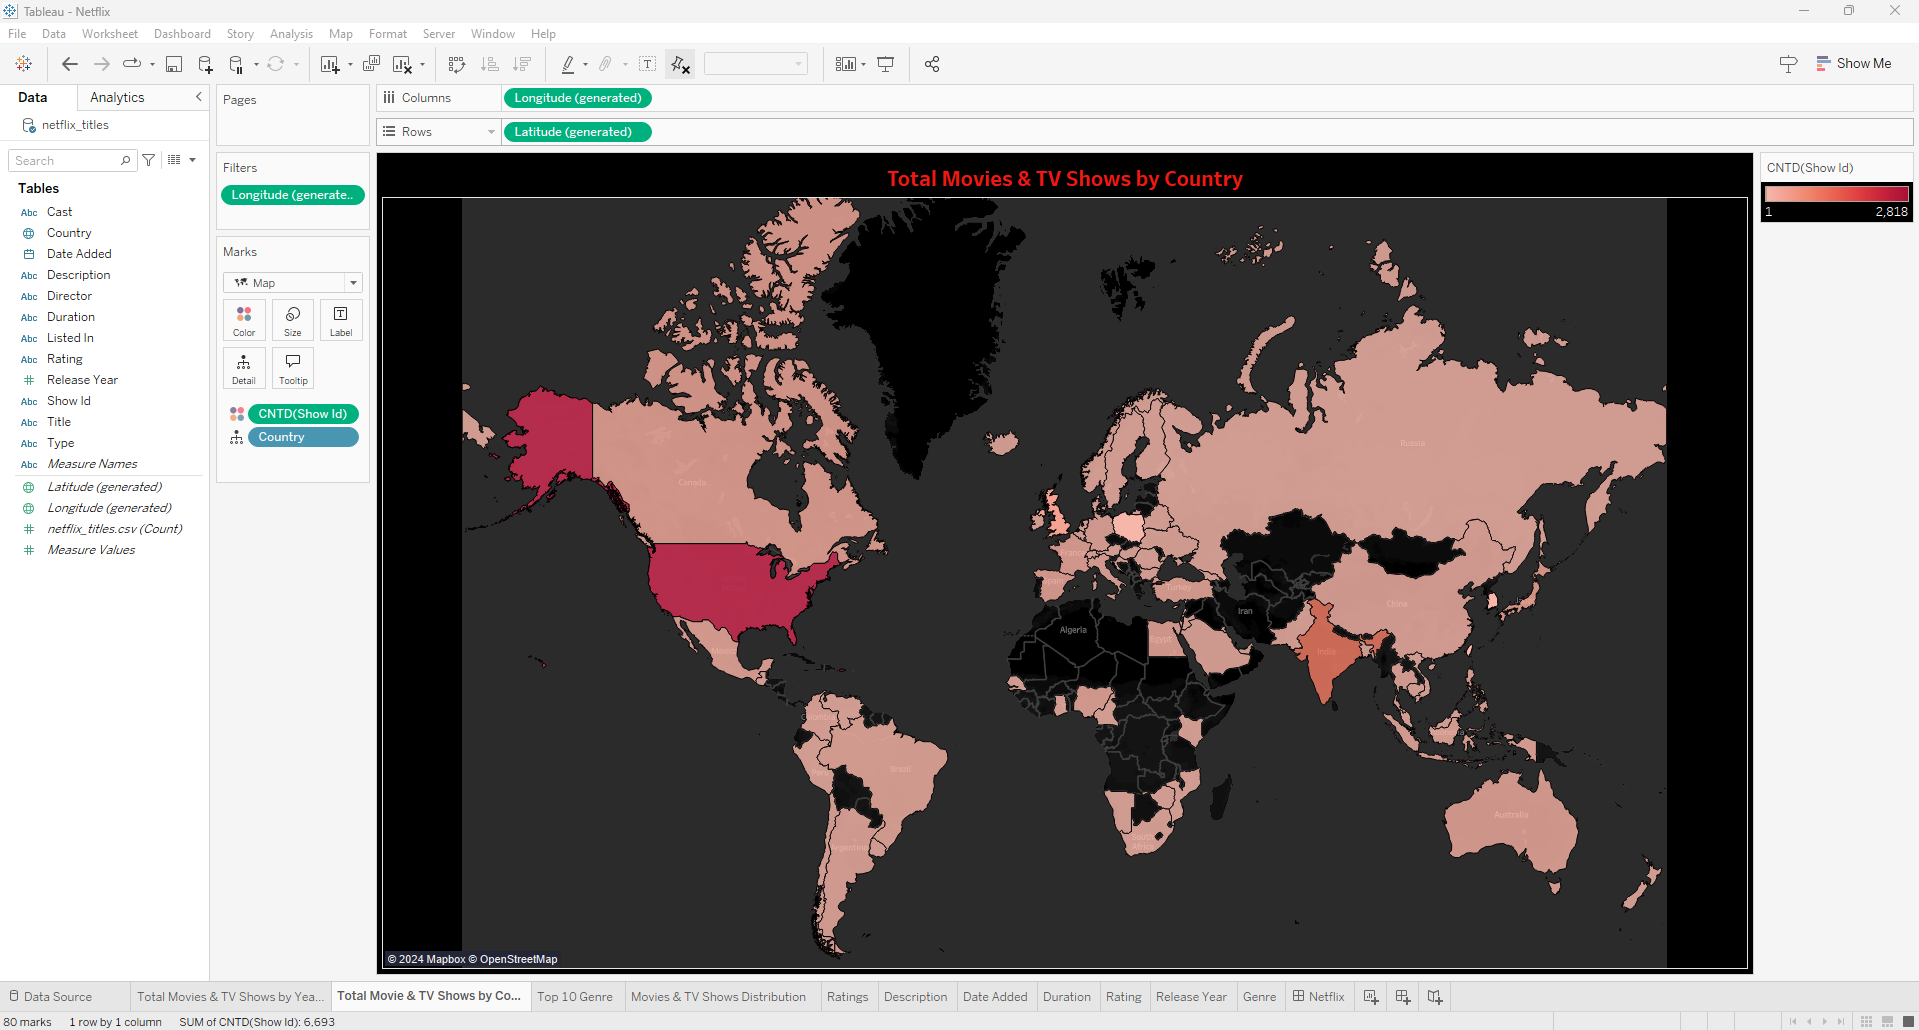 Tableau - Netflix
File Data Worksheet Dashboard Story Analysis Map Format Server Window Help
Show Me
Data Analytics
netflix_titles
Search
Tables
Abc Cast
Country
Date Added
Abc Description
Abc Director
Abc Duration
Abc Listed In
Abc Rating
Release Year
Abc Show Id
Abc Title
Abc Type
Abc Measure Names
Latitude (generated)
Longitude (generated)
netflix_titles.csv (Count)
Measure Values
Pages
Filters
Longitude (generate..
Marks
Map
Color Size Label
Detail Tooltip
CNTD(Show Id)
Country
Columns Longitude (generated)
Rows Latitude (generated)
Total Movies & TV Shows by Country
Canada
Russia
France
Spain
Turkey
China
Iran
Algeria
Egypt
India
Mexico
Colombia
Peru
Brazil
Argentina
South
Africa
Australia
© 2024 Mapbox © OpenStreetMap
CNTD(Show Id)
1 2,818
Data Source Total Movies & TV Shows by Yea... Total Movie & TV Shows by Co... Top 10 Genre Movies & TV Shows Distribution Ratings Description Date Added Duration Rating Release Year Genre Netflix
80 marks 1 row by 1 column SUM of CNTD(Show Id): 6,693